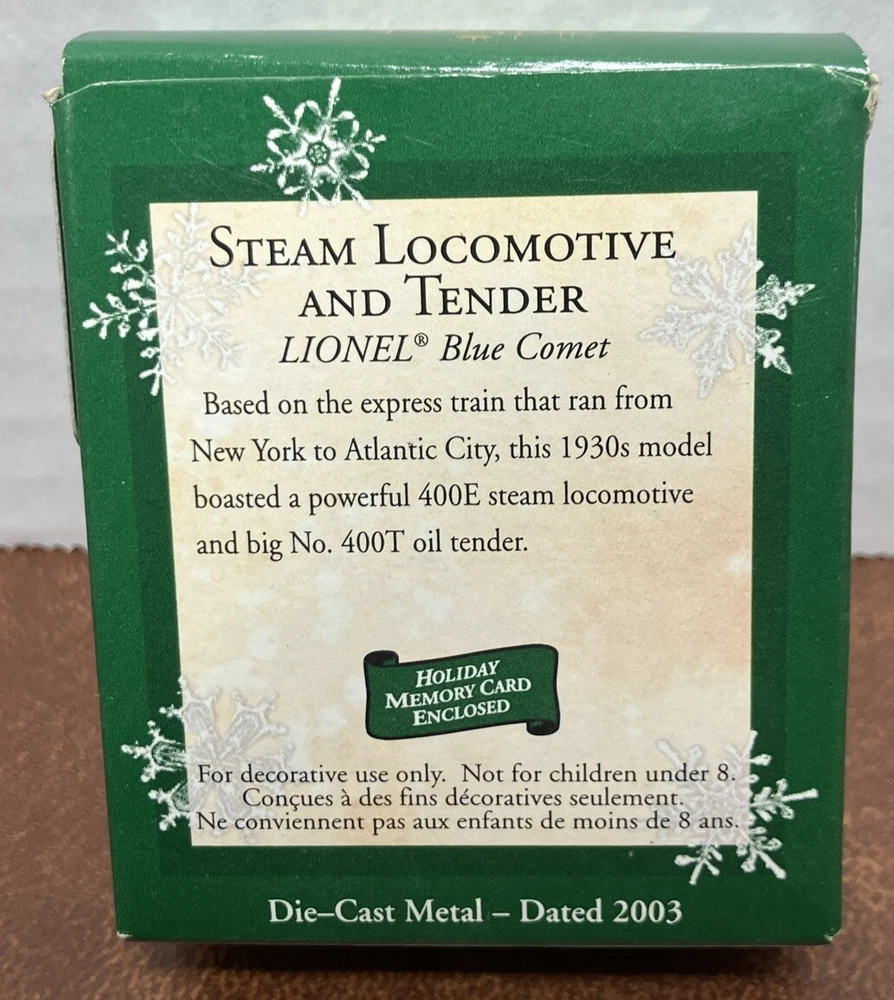 STEAM LOCOMOTIVE
AND TENDER
LIONEL® Blue Comet
Based on the express train that ran from
New York to Atlantic City, this 1930s model
boasted a powerful 400E steam locomotive
and big No. 400T oil tender.
HOLIDAY
MEMORY CARD
ENCLOSED
For decorative use only. Not for children under 8.
Conçues à des fins décoratives seulement.
Ne conviennent pas aux enfants de moins de 8 ans.
Die–Cast Metal – Dated 2003